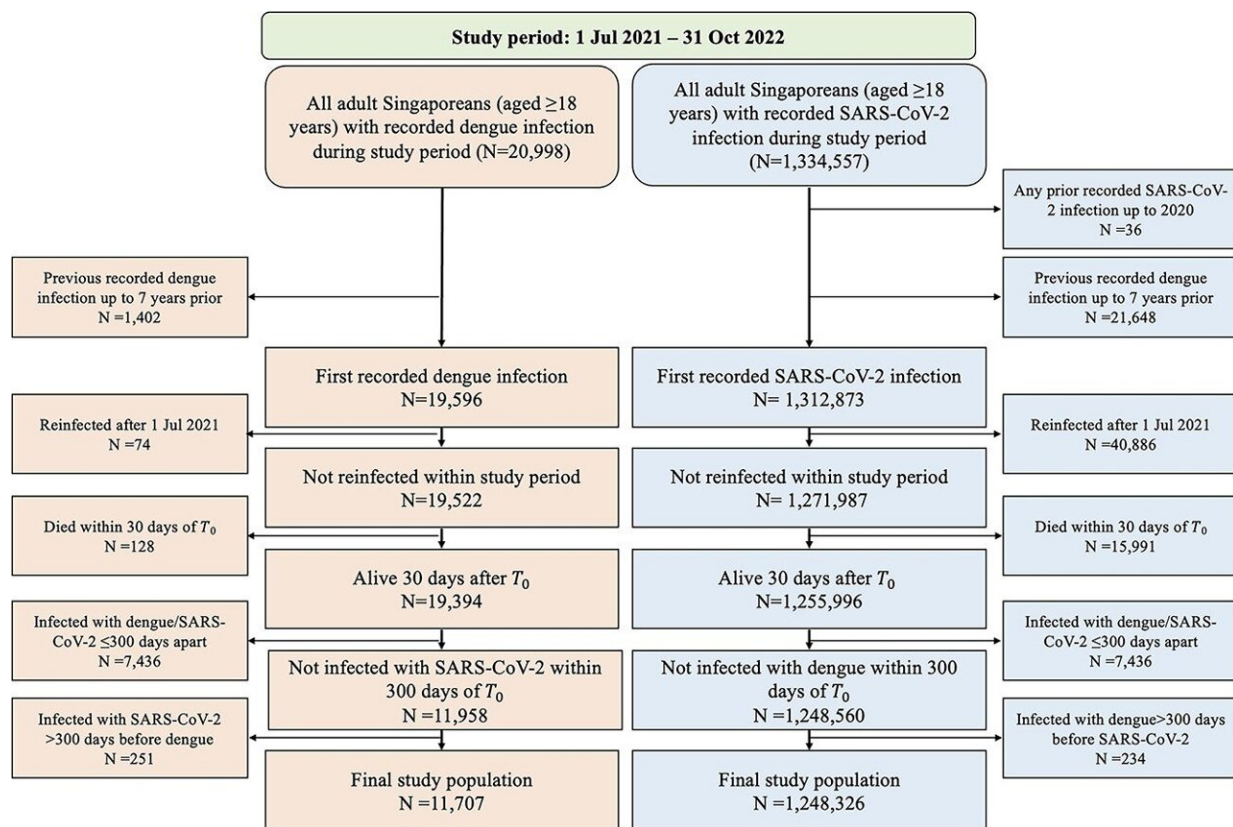 Study period: 1 Jul 2021 – 31 Oct 2022
All adult Singaporeans (aged ≥18
years) with recorded dengue infection
during study period (N=20,998)
All adult Singaporeans (aged ≥18
years) with recorded SARS-CoV-2
infection during study period
(N=1,334,557)
Any prior recorded SARS-CoV-
2 infection up to 2020
N =36
Previous recorded dengue
infection up to 7 years prior
N =1,402
Previous recorded dengue
infection up to 7 years prior
N =21,648
First recorded dengue infection
N=19,596
First recorded SARS-CoV-2 infection
N= 1,312,873
Reinfected after 1 Jul 2021
N =74
Reinfected after 1 Jul 2021
N =40,886
Not reinfected within study period
N=19,522
Not reinfected within study period
N= 1,271,987
Died within 30 days of T0
N =128
Died within 30 days of T0
N =15,991
Alive 30 days after T0
N=19,394
Alive 30 days after T0
N=1,255,996
Infected with dengue/SARS-
CoV-2 ≤300 days apart
N =7,436
Infected with dengue/SARS-
CoV-2 ≤300 days apart
N =7,436
Not infected with SARS-CoV-2 within
300 days of T0
N =11,958
Not infected with dengue within 300
days of T0
N =1,248,560
Infected with SARS-CoV-2
>300 days before dengue
N =251
Infected with dengue>300 days
before SARS-CoV-2
N =234
Final study population
N =11,707
Final study population
N =1,248,326